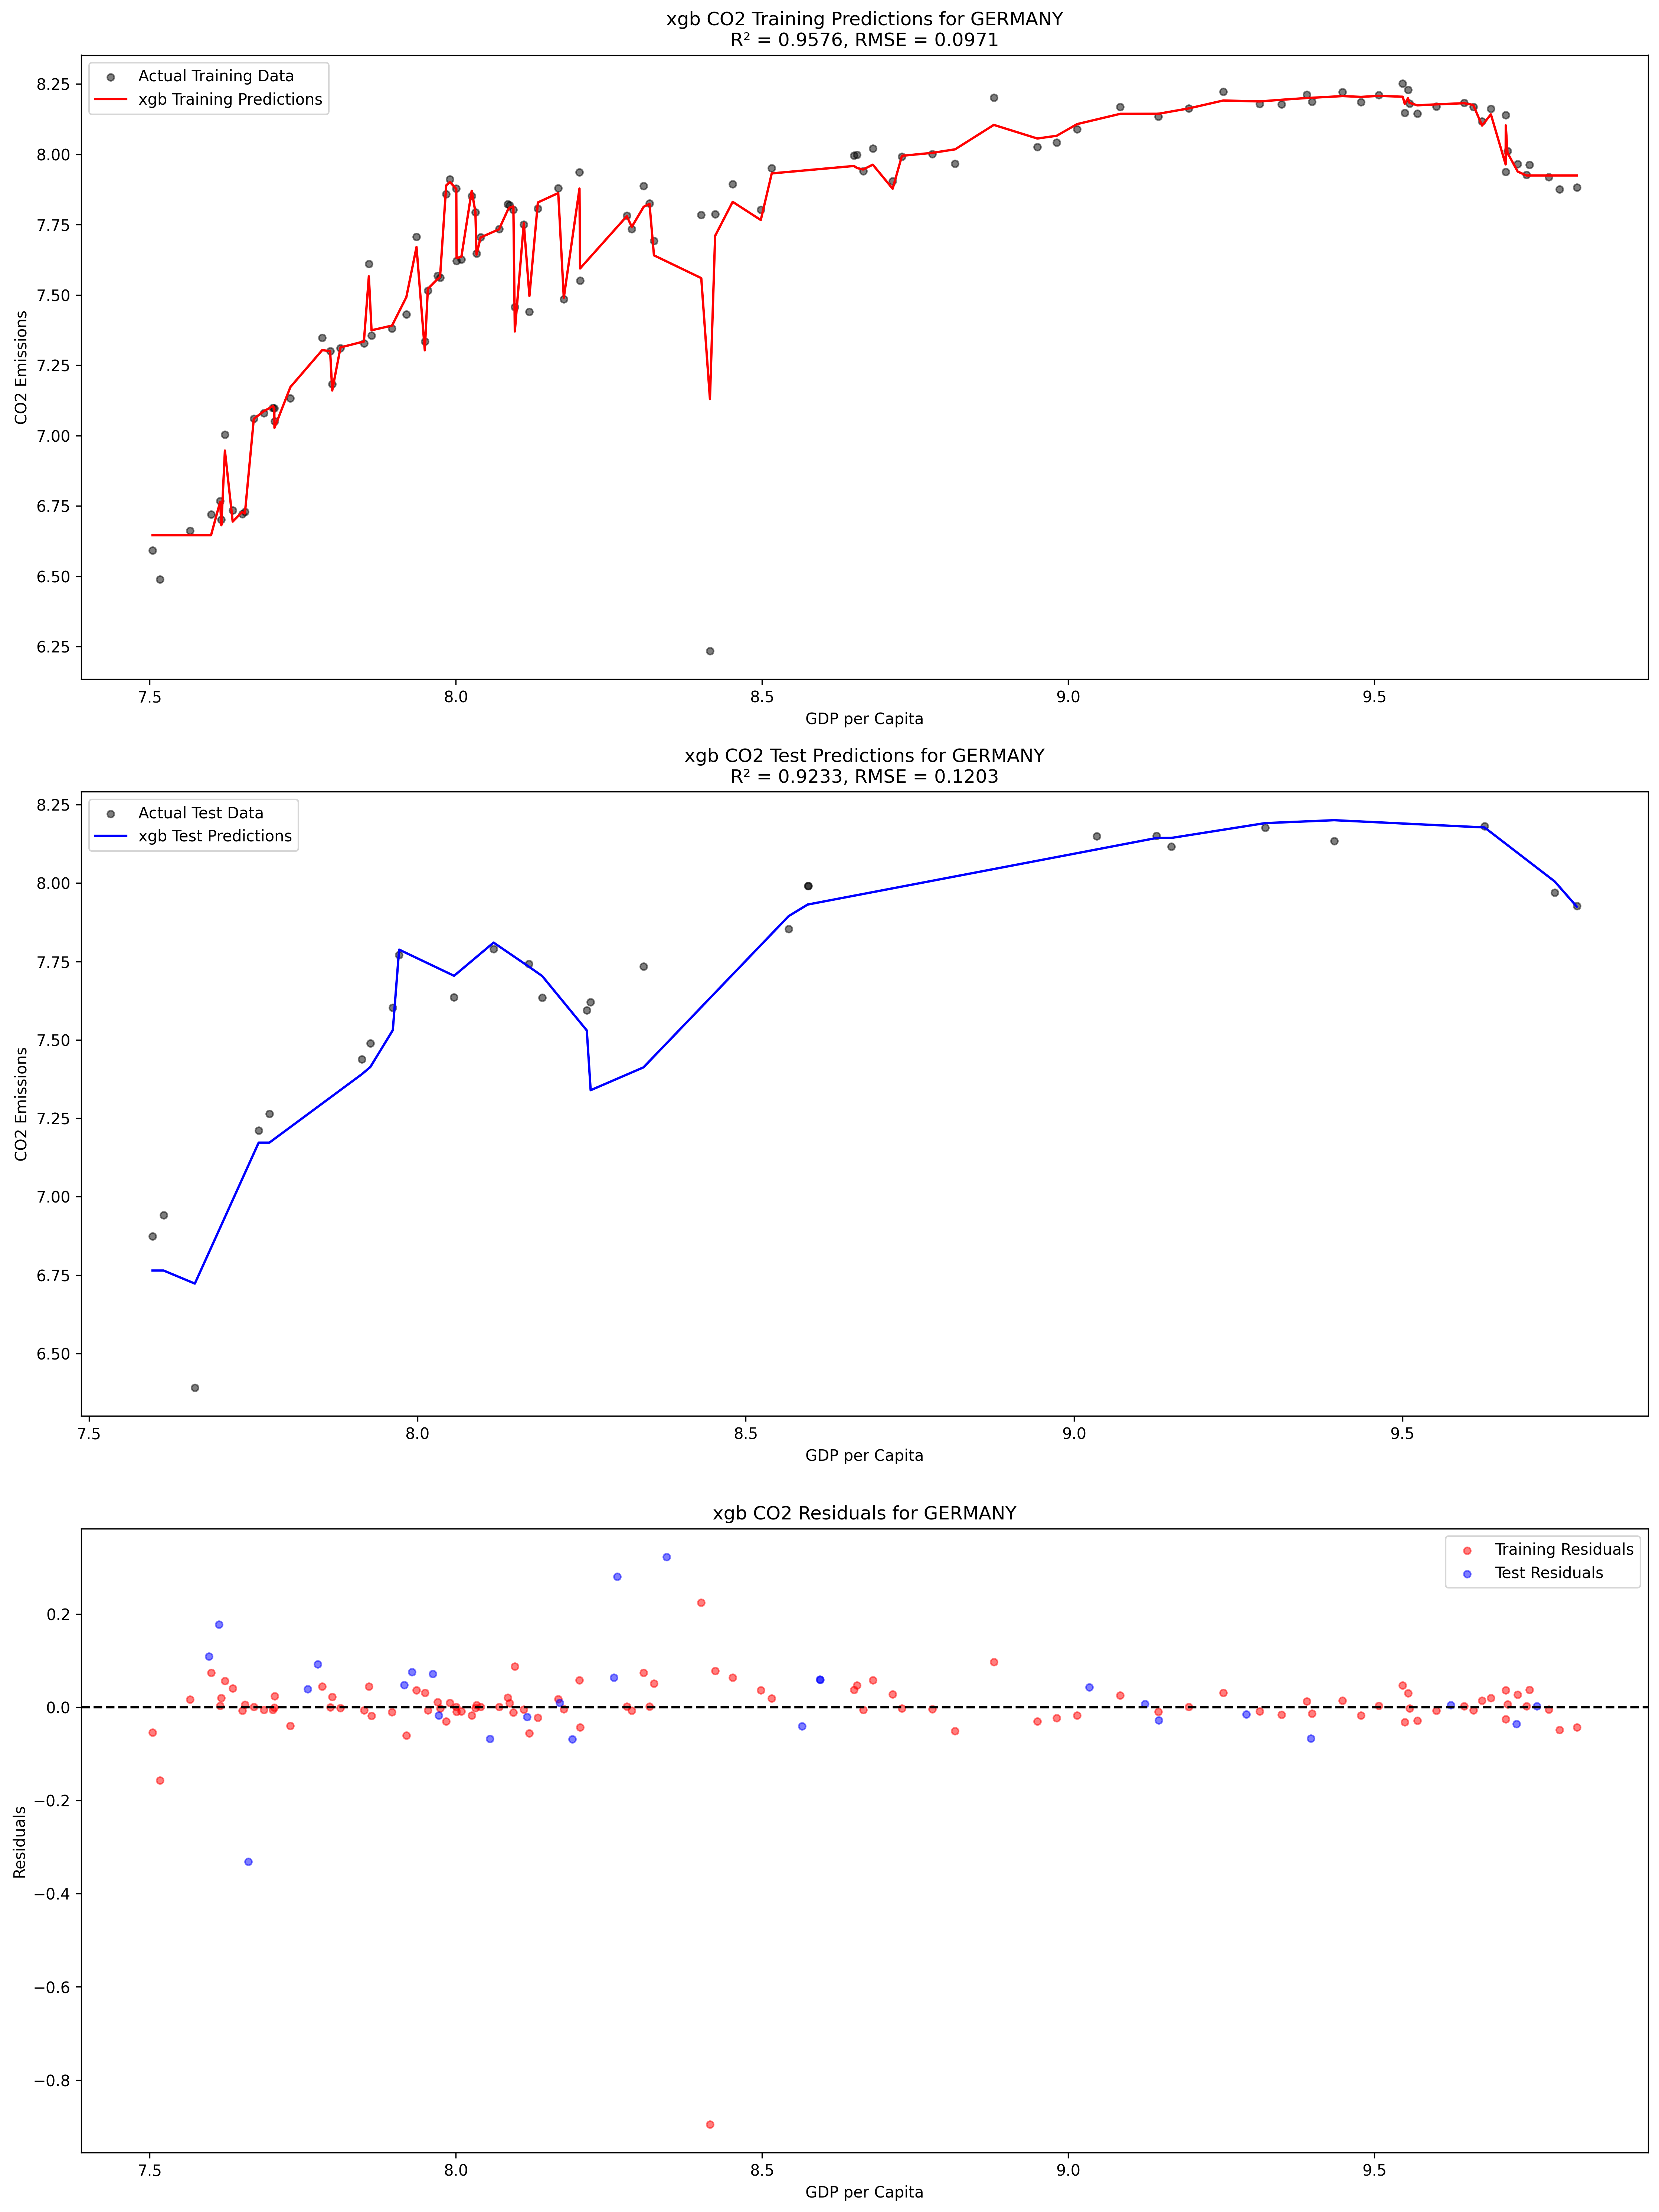 xgb CO2 Training Predictions for GERMANY
R² = 0.9576, RMSE = 0.0971
Actual Training Data
xgb Training Predictions
8.25
8.00
7.75
7.50
7.25
7.00
6.75
6.50
6.25
CO2 Emissions
7.5 8.0 8.5 9.0 9.5
GDP per Capita
xgb CO2 Test Predictions for GERMANY
R² = 0.9233, RMSE = 0.1203
Actual Test Data
xgb Test Predictions
8.25
8.00
7.75
7.50
7.25
7.00
6.75
6.50
CO2 Emissions
7.5 8.0 8.5 9.0 9.5
GDP per Capita
xgb CO2 Residuals for GERMANY
Training Residuals
Test Residuals
0.2
0.0
−0.2
−0.4
−0.6
−0.8
Residuals
7.5 8.0 8.5 9.0 9.5
GDP per Capita